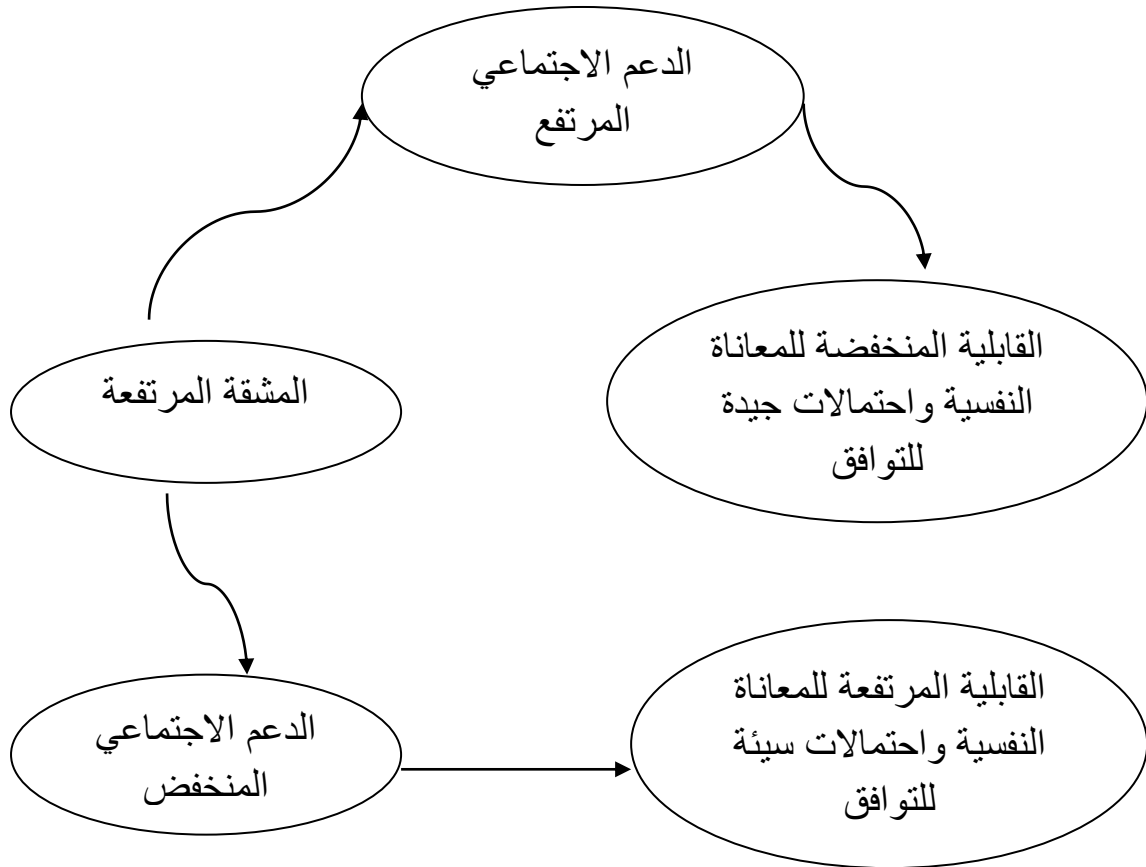 الدعم الاجتماعي
المرتفع
القابلية المنخفضة للمعاناة
النفسية واحتمالات جيدة
للتوافق
المشقة المرتفعة
القابلية المرتفعة للمعاناة
النفسية واحتمالات سيئة
للتوافق
الدعم الاجتماعي
المنخفض